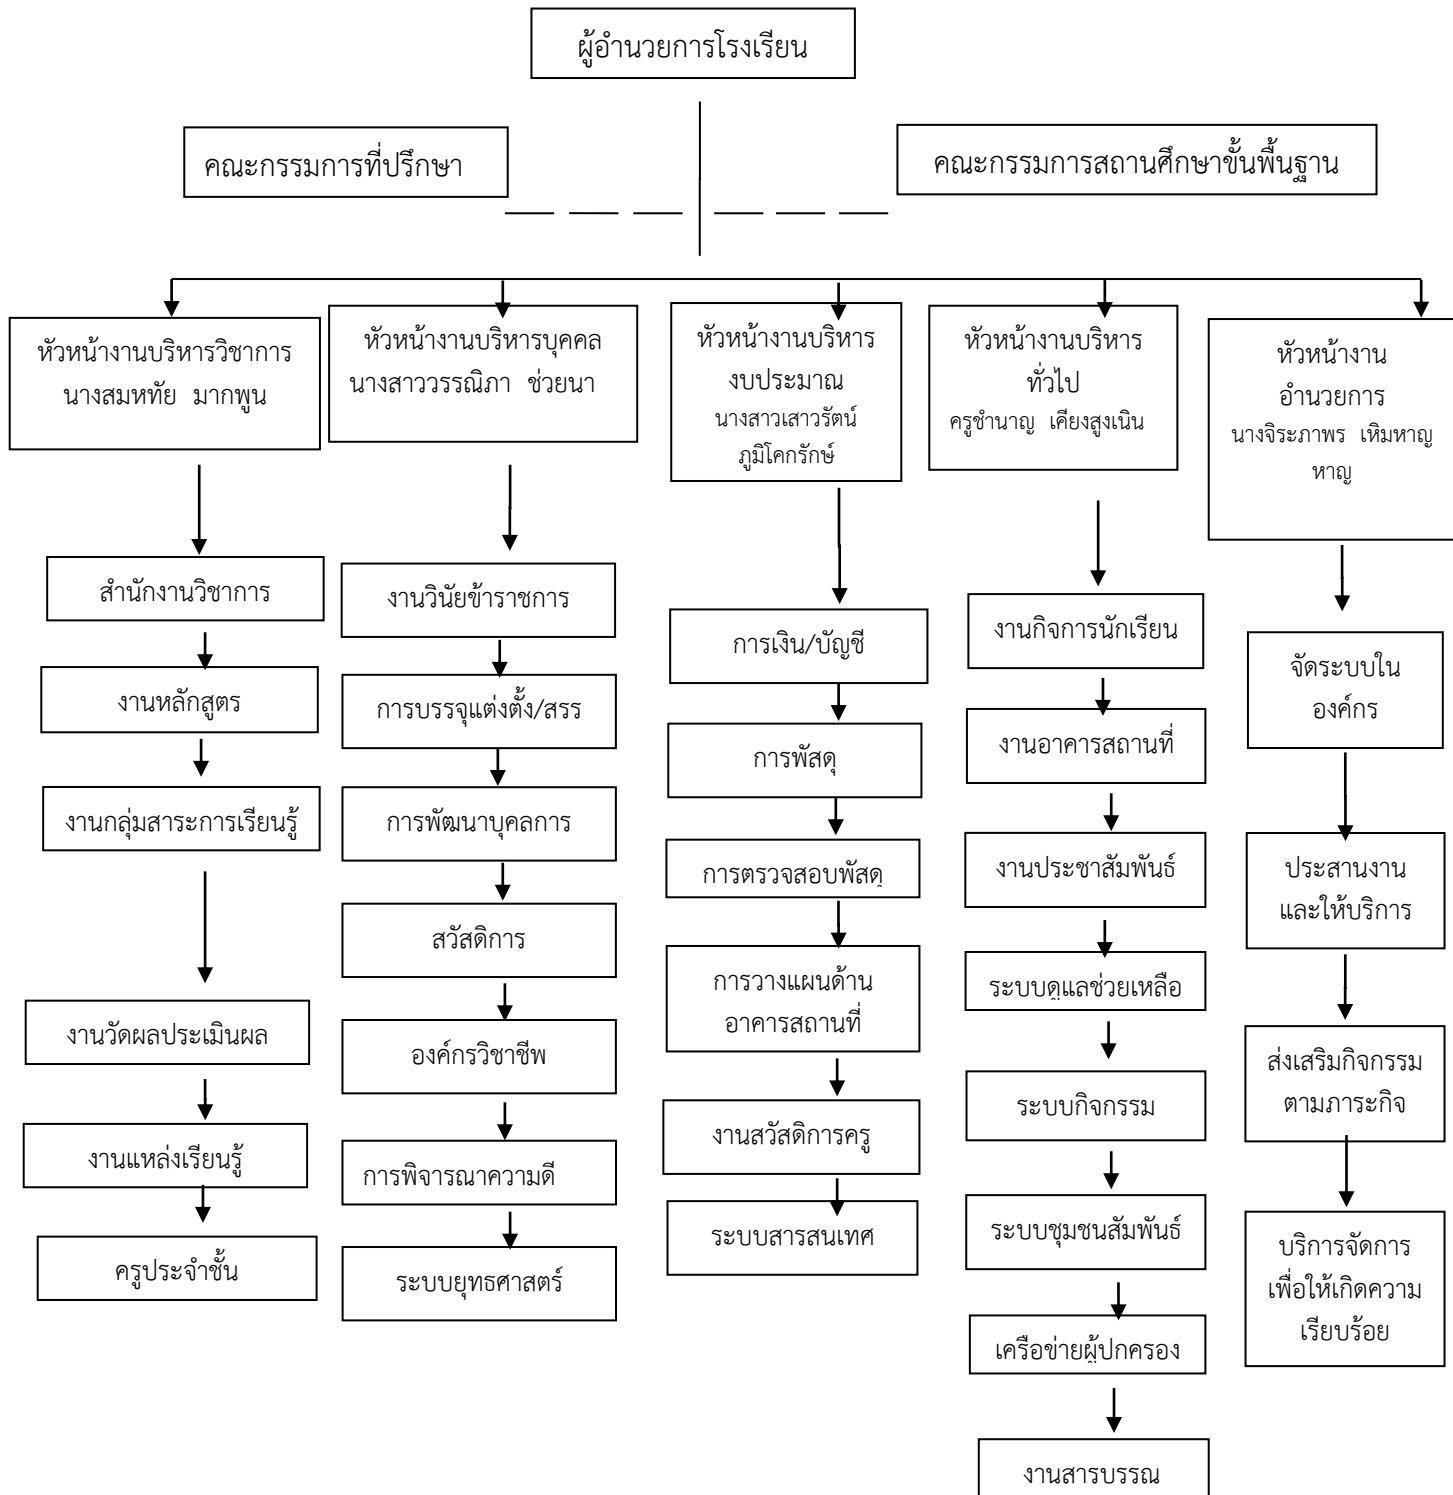 ผู้อำนวยการโรงเรียน
คณะกรรมการที่ปรึกษา
คณะกรรมการสถานศึกษาขั้นพื้นฐาน
หัวหน้างานบริหารวิชาการ
นางสมหทัย มากพูน
หัวหน้างานบริหารบุคคล
นางสาววรรณิภา ช่วยนา
หัวหน้างานบริหาร
งบประมาณ
นางสาวเสาวรัตน์
ภูมิโคกรักษ์
หัวหน้างานบริหาร
ทั่วไป
ครูชำนาญ เคียงสูงเนิน
หัวหน้างาน
อำนวยการ
นางจิระภาพร เหิมหาญ
หาญ
สำนักงานวิชาการ
งานหลักสูตร
งานกลุ่มสาระการเรียนรู้
งานวัดผลประเมินผล
งานแหล่งเรียนรู้
ครูประจำชั้น
งานวินัยข้าราชการ
การบรรจุแต่งตั้ง/สรร
การพัฒนาบุคลการ
สวัสดิการ
องค์กรวิชาชีพ
การพิจารณาความดี
ระบบยุทธศาสตร์
การเงิน/บัญชี
การพัสดุ
การตรวจสอบพัสดุ
การวางแผนด้าน
อาคารสถานที่
งานสวัสดิการครู
ระบบสารสนเทศ
งานกิจการนักเรียน
งานอาคารสถานที่
งานประชาสัมพันธ์
ระบบดูแลช่วยเหลือ
ระบบกิจกรรม
ระบบชุมชนสัมพันธ์
เครือข่ายผู้ปกครอง
งานสารบรรณ
จัดระบบใน
องค์กร
ประสานงาน
และให้บริการ
ส่งเสริมกิจกรรม
ตามภาระกิจ
บริการจัดการ
เพื่อให้เกิดความ
เรียบร้อย